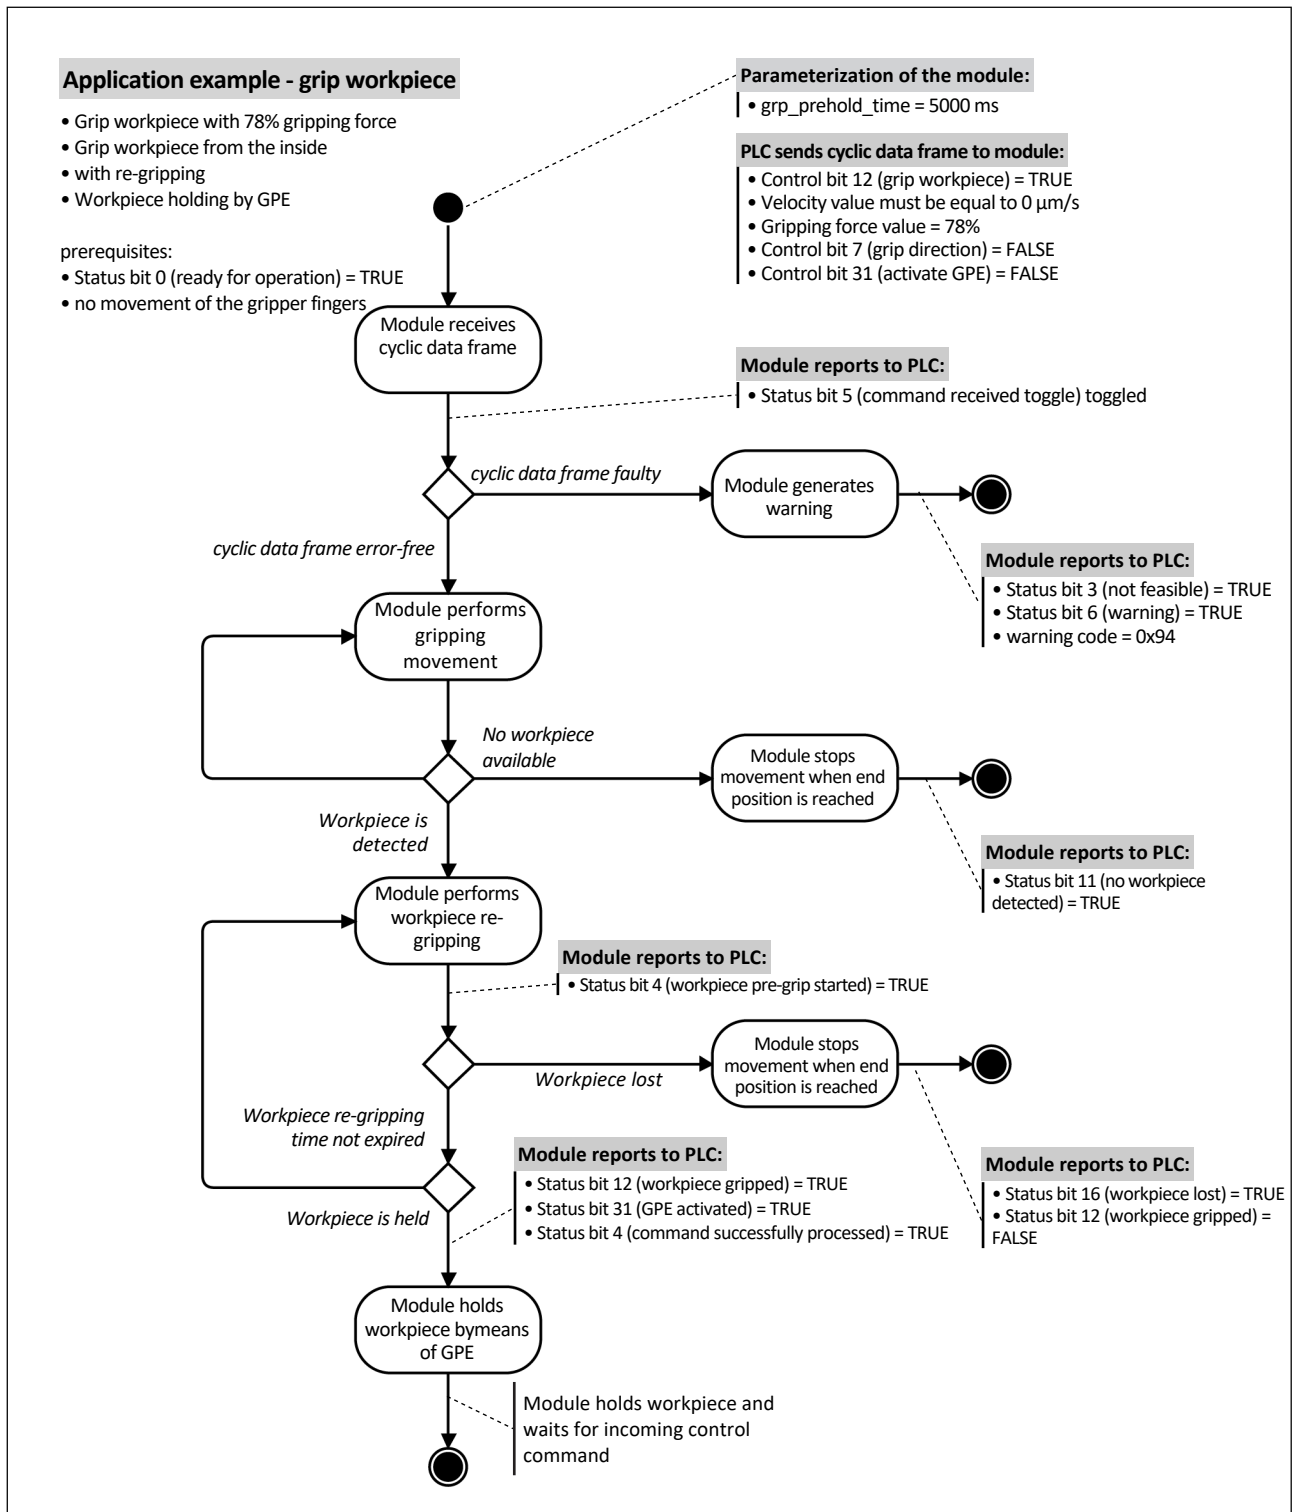 Application example - grip workpiece
• Grip workpiece with 78% gripping force
• Grip workpiece from the inside
• with re-gripping
• Workpiece holding by GPE
prerequisites:
• Status bit 0 (ready for operation) = TRUE
• no movement of the gripper fingers
Parameterization of the module:
• grp_prehold_time = 5000 ms
PLC sends cyclic data frame to module:
• Control bit 12 (grip workpiece) = TRUE
• Velocity value must be equal to 0 µm/s
• Gripping force value = 78%
• Control bit 7 (grip direction) = FALSE
• Control bit 31 (activate GPE) = FALSE
Module receives
cyclic data frame
Module reports to PLC:
• Status bit 5 (command received toggle) toggled
cyclic data frame faulty
Module generates
warning
cyclic data frame error-free
Module reports to PLC:
• Status bit 3 (not feasible) = TRUE
• Status bit 6 (warning) = TRUE
• warning code = 0x94
Module performs
gripping
movement
No workpiece
available
Module stops
movement when end
position is reached
Workpiece is
detected
Module reports to PLC:
• Status bit 11 (no workpiece
detected) = TRUE
Module performs
workpiece re-
gripping
Module reports to PLC:
• Status bit 4 (workpiece pre-grip started) = TRUE
Module stops
movement when end
position is reached
Workpiece lost
Workpiece re-gripping
time not expired
Module reports to PLC:
• Status bit 12 (workpiece gripped) = TRUE
• Status bit 31 (GPE activated) = TRUE
• Status bit 4 (command successfully processed) = TRUE
Module reports to PLC:
• Status bit 16 (workpiece lost) = TRUE
• Status bit 12 (workpiece gripped) =
FALSE
Workpiece is held
Module holds
workpiece bymeans
of GPE
Module holds workpiece and
waits for incoming control
command